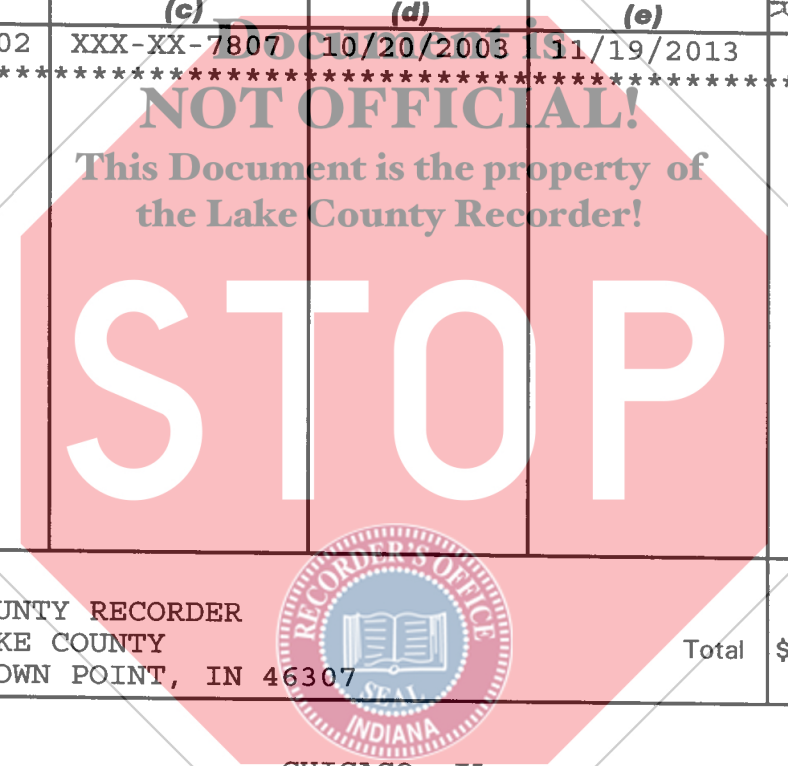 (c) (d) (e)
02 XXX-XX-7807 10/20/2003 11/19/2013
************************************************
Document is
NOT OFFICIAL!
This Document is the property of
the Lake County Recorder!
STOP
RECORDER'S OFFICE
SEAL
INDIANA
UNTY RECORDER
KE COUNTY
OWN POINT, IN 46307
Total $